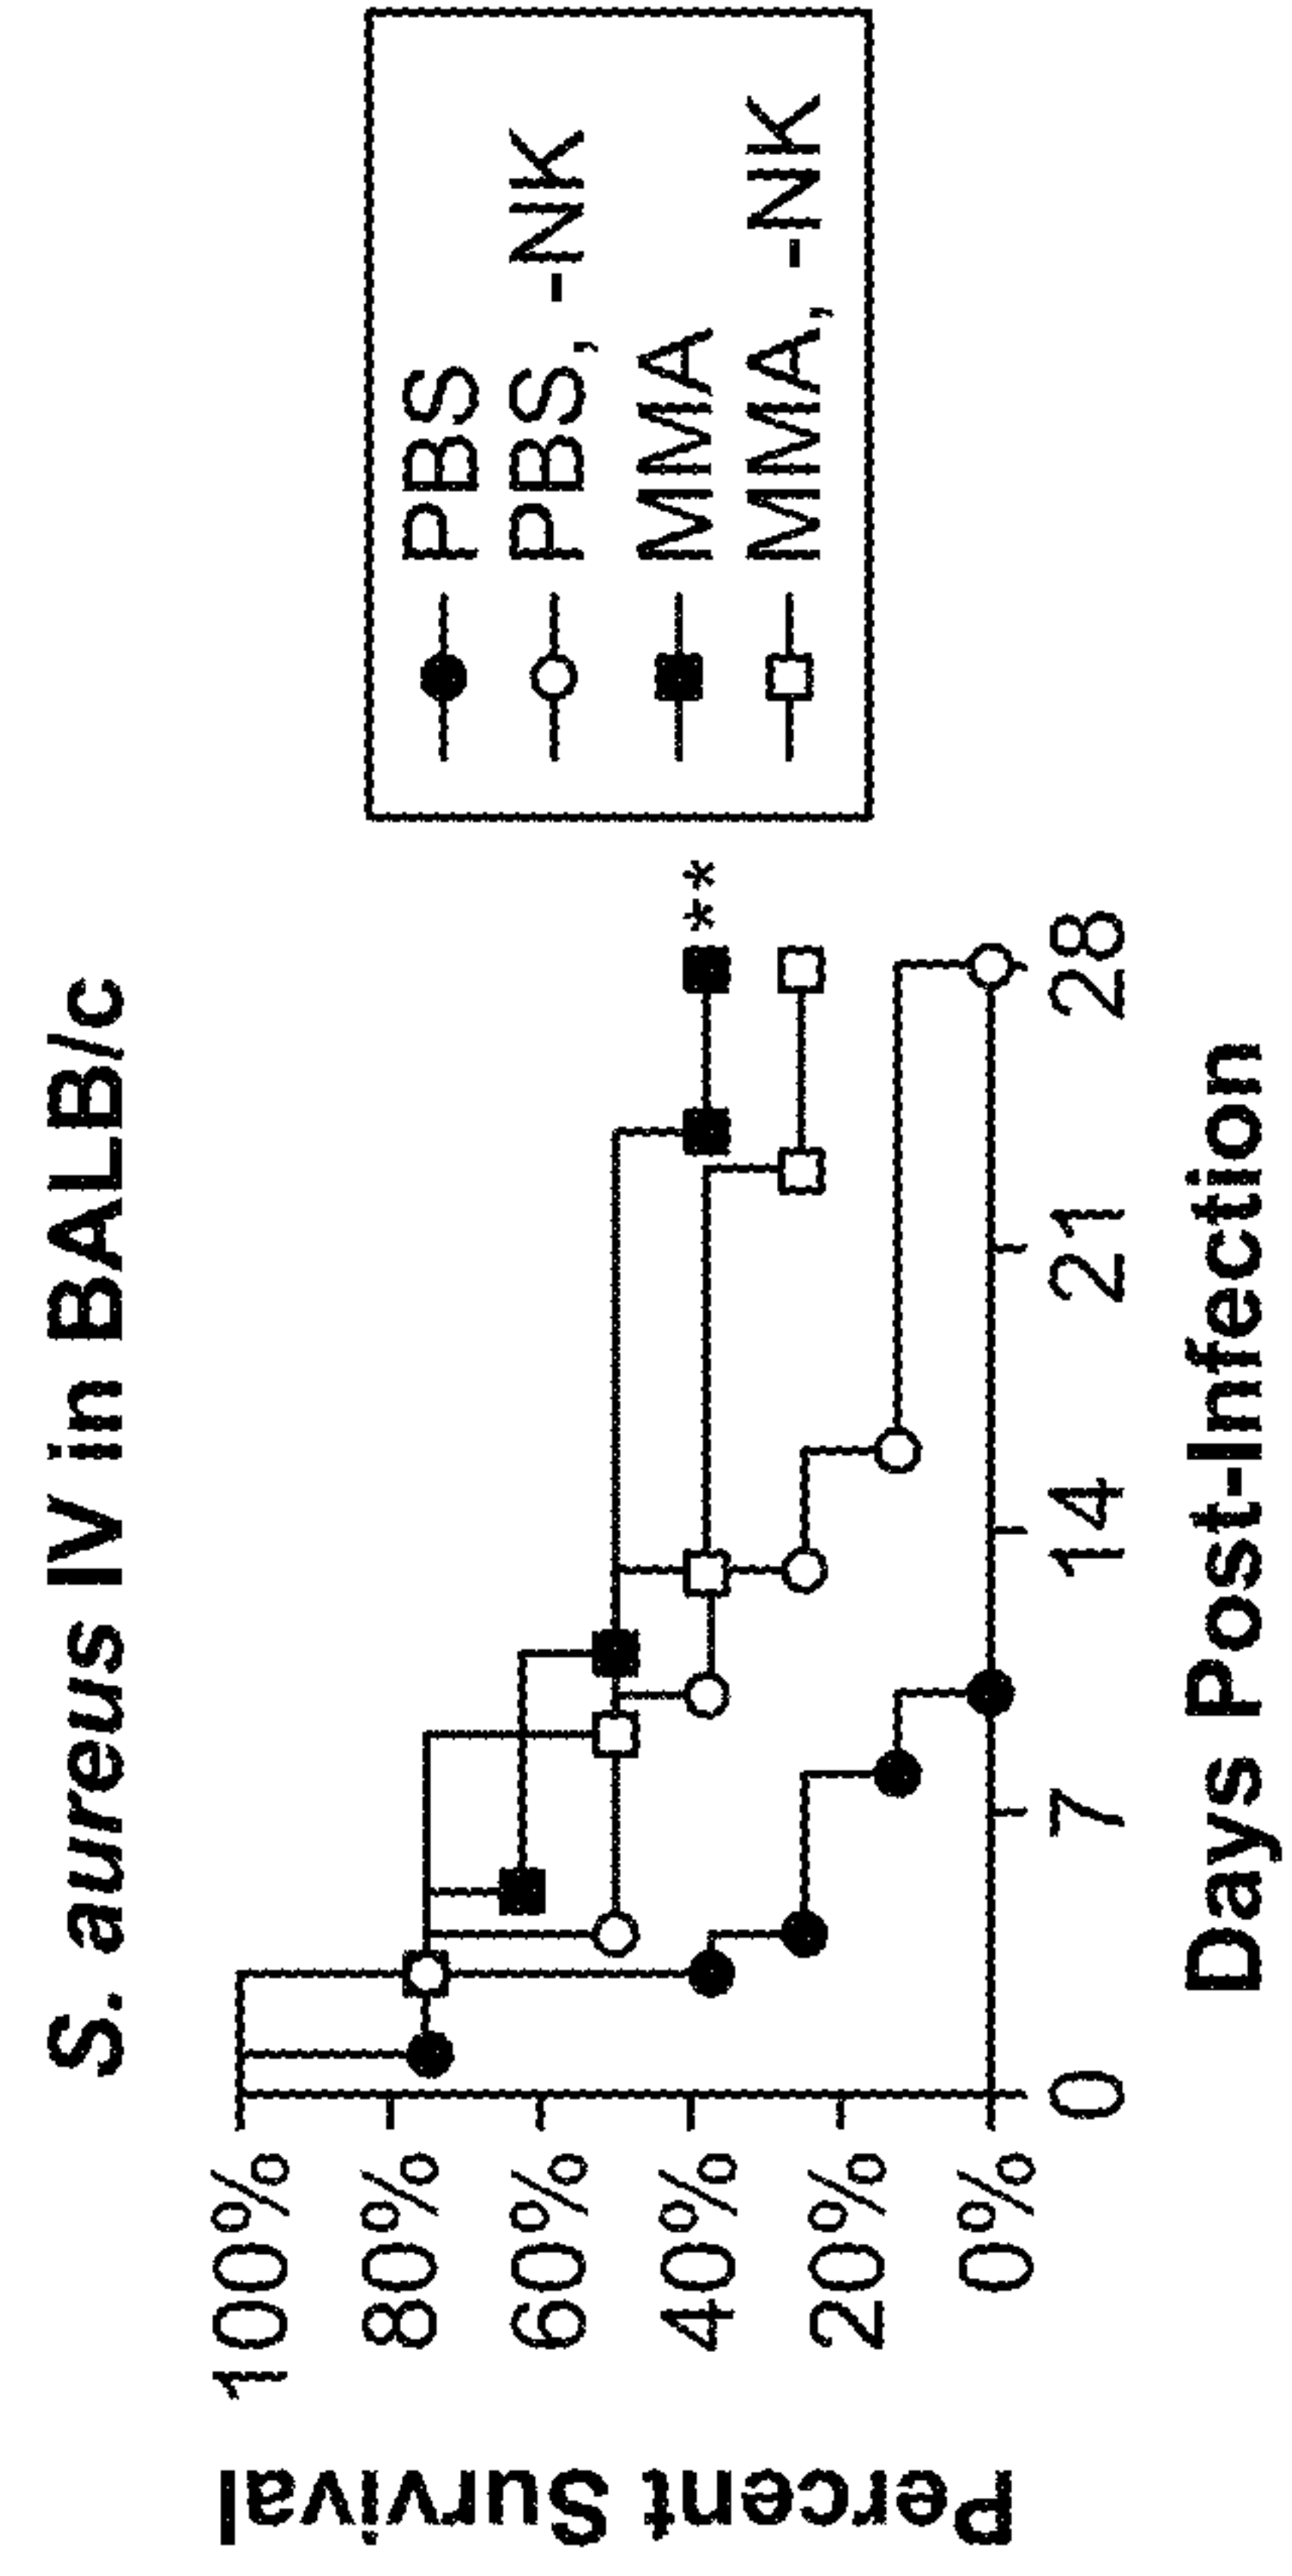 S. aureus IV in BALB/c
Percent Survival
100%
80%
60%
40%
20%
0%
0
7
14
21
28
Days Post-Infection
**
PBS
PBS, -NK
MMA
MMA, -NK